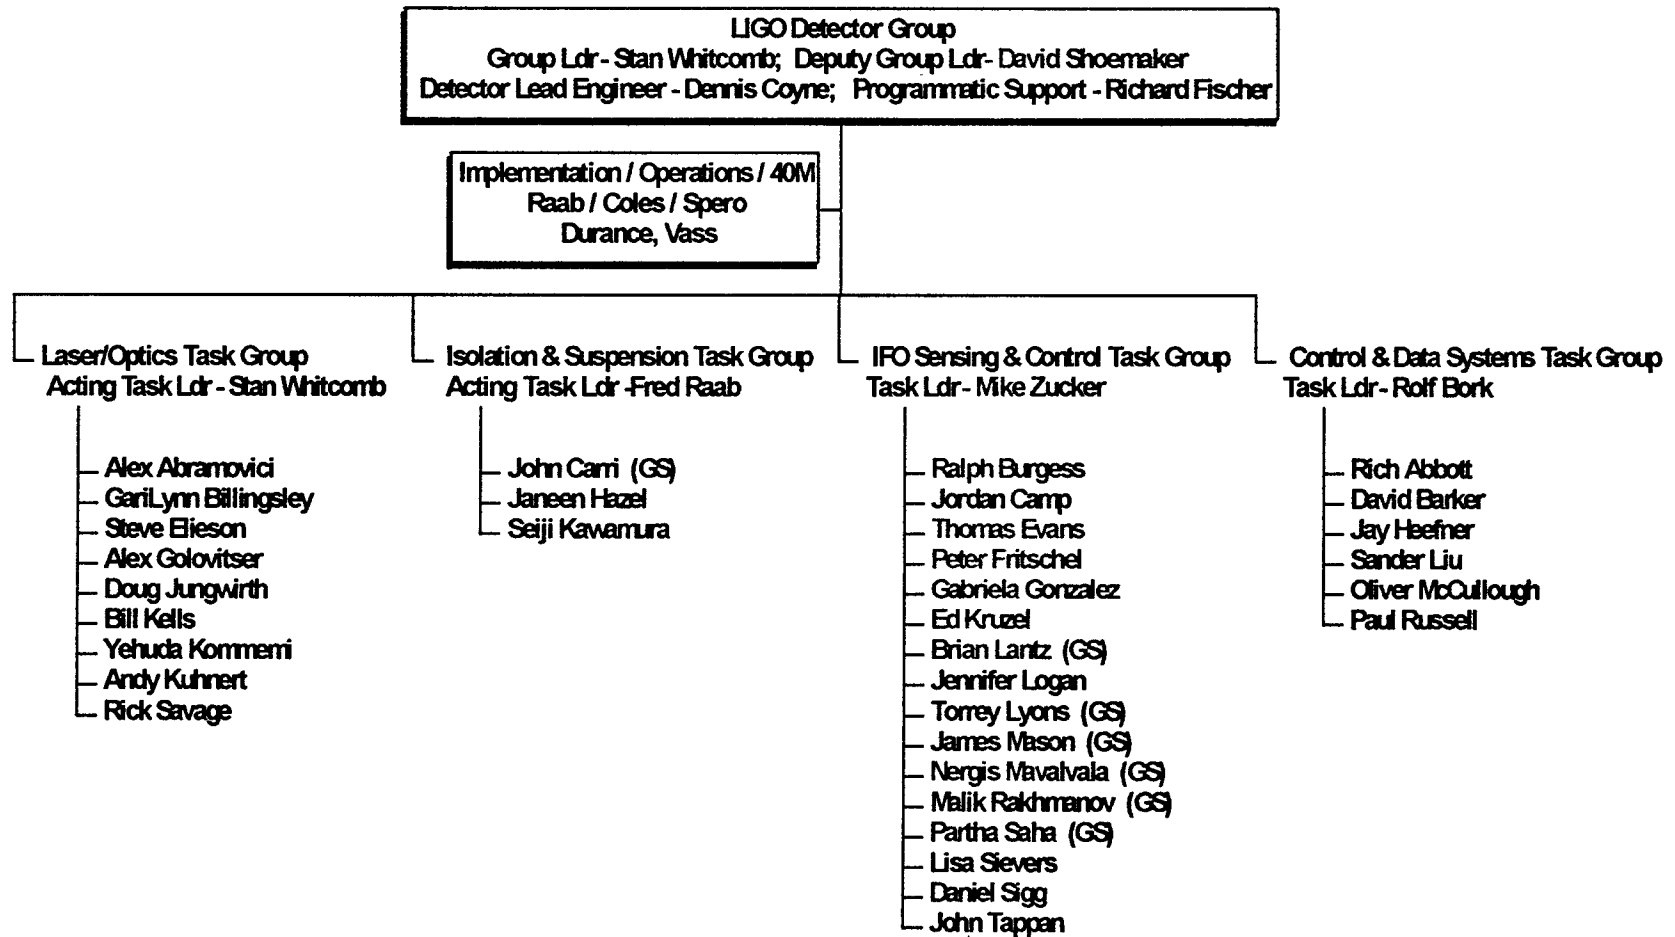 LIGO Detector Group
Group Ldr - Stan Whitcomb; Deputy Group Ldr- David Shoemaker
Detector Lead Engineer - Dennis Coyne; Programmatic Support - Richard Fischer
Implementation / Operations / 40M
Raab / Coles / Spero
Durance, Vass
Laser/Optics Task Group
Acting Task Ldr - Stan Whitcomb
Alex Abramovici
GariLynn Billingsley
Steve Elieson
Alex Golovitser
Doug Jungwirth
Bill Kells
Yehuda Kommemi
Andy Kuhnert
Rick Savage
Isolation & Suspension Task Group
Acting Task Ldr -Fred Raab
John Carri (GS)
Janeen Hazel
Seiji Kawamura
IFO Sensing & Control Task Group
Task Ldr- Mike Zucker
Ralph Burgess
Jordan Camp
Thomas Evans
Peter Fritschel
Gabriela Gonzalez
Ed Kruzel
Brian Lantz (GS)
Jennifer Logan
Torrey Lyons (GS)
James Mason (GS)
Nergis Mavalvala (GS)
Malik Rakhmanov (GS)
Partha Saha (GS)
Lisa Sievers
Daniel Sigg
John Tappan
Control & Data Systems Task Group
Task Ldr- Rolf Bork
Rich Abbott
David Barker
Jay Heefner
Sander Liu
Oliver McCullough
Paul Russell